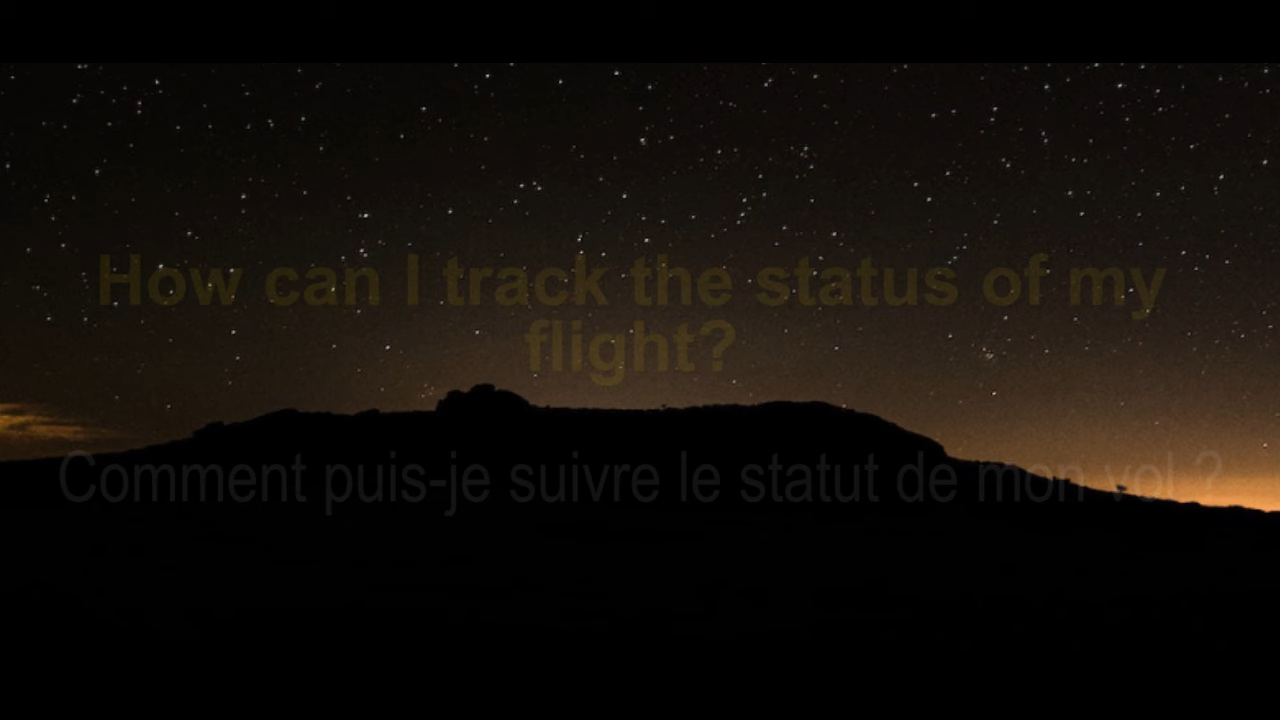 How can I track the status of my
flight?
Comment puis-je suivre le statut de mon vol ?